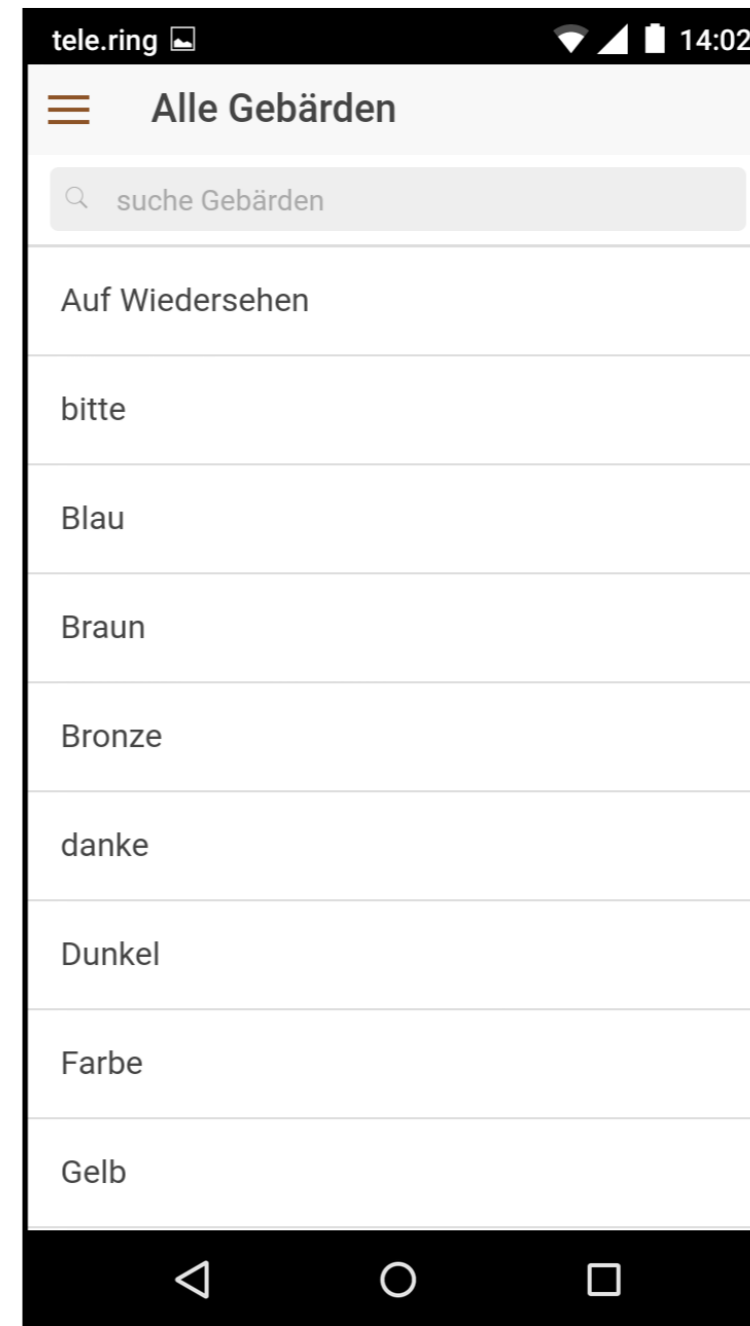 tele.ring 14:02
Alle Gebärden
suche Gebärden
Auf Wiedersehen
bitte
Blau
Braun
Bronze
danke
Dunkel
Farbe
Gelb